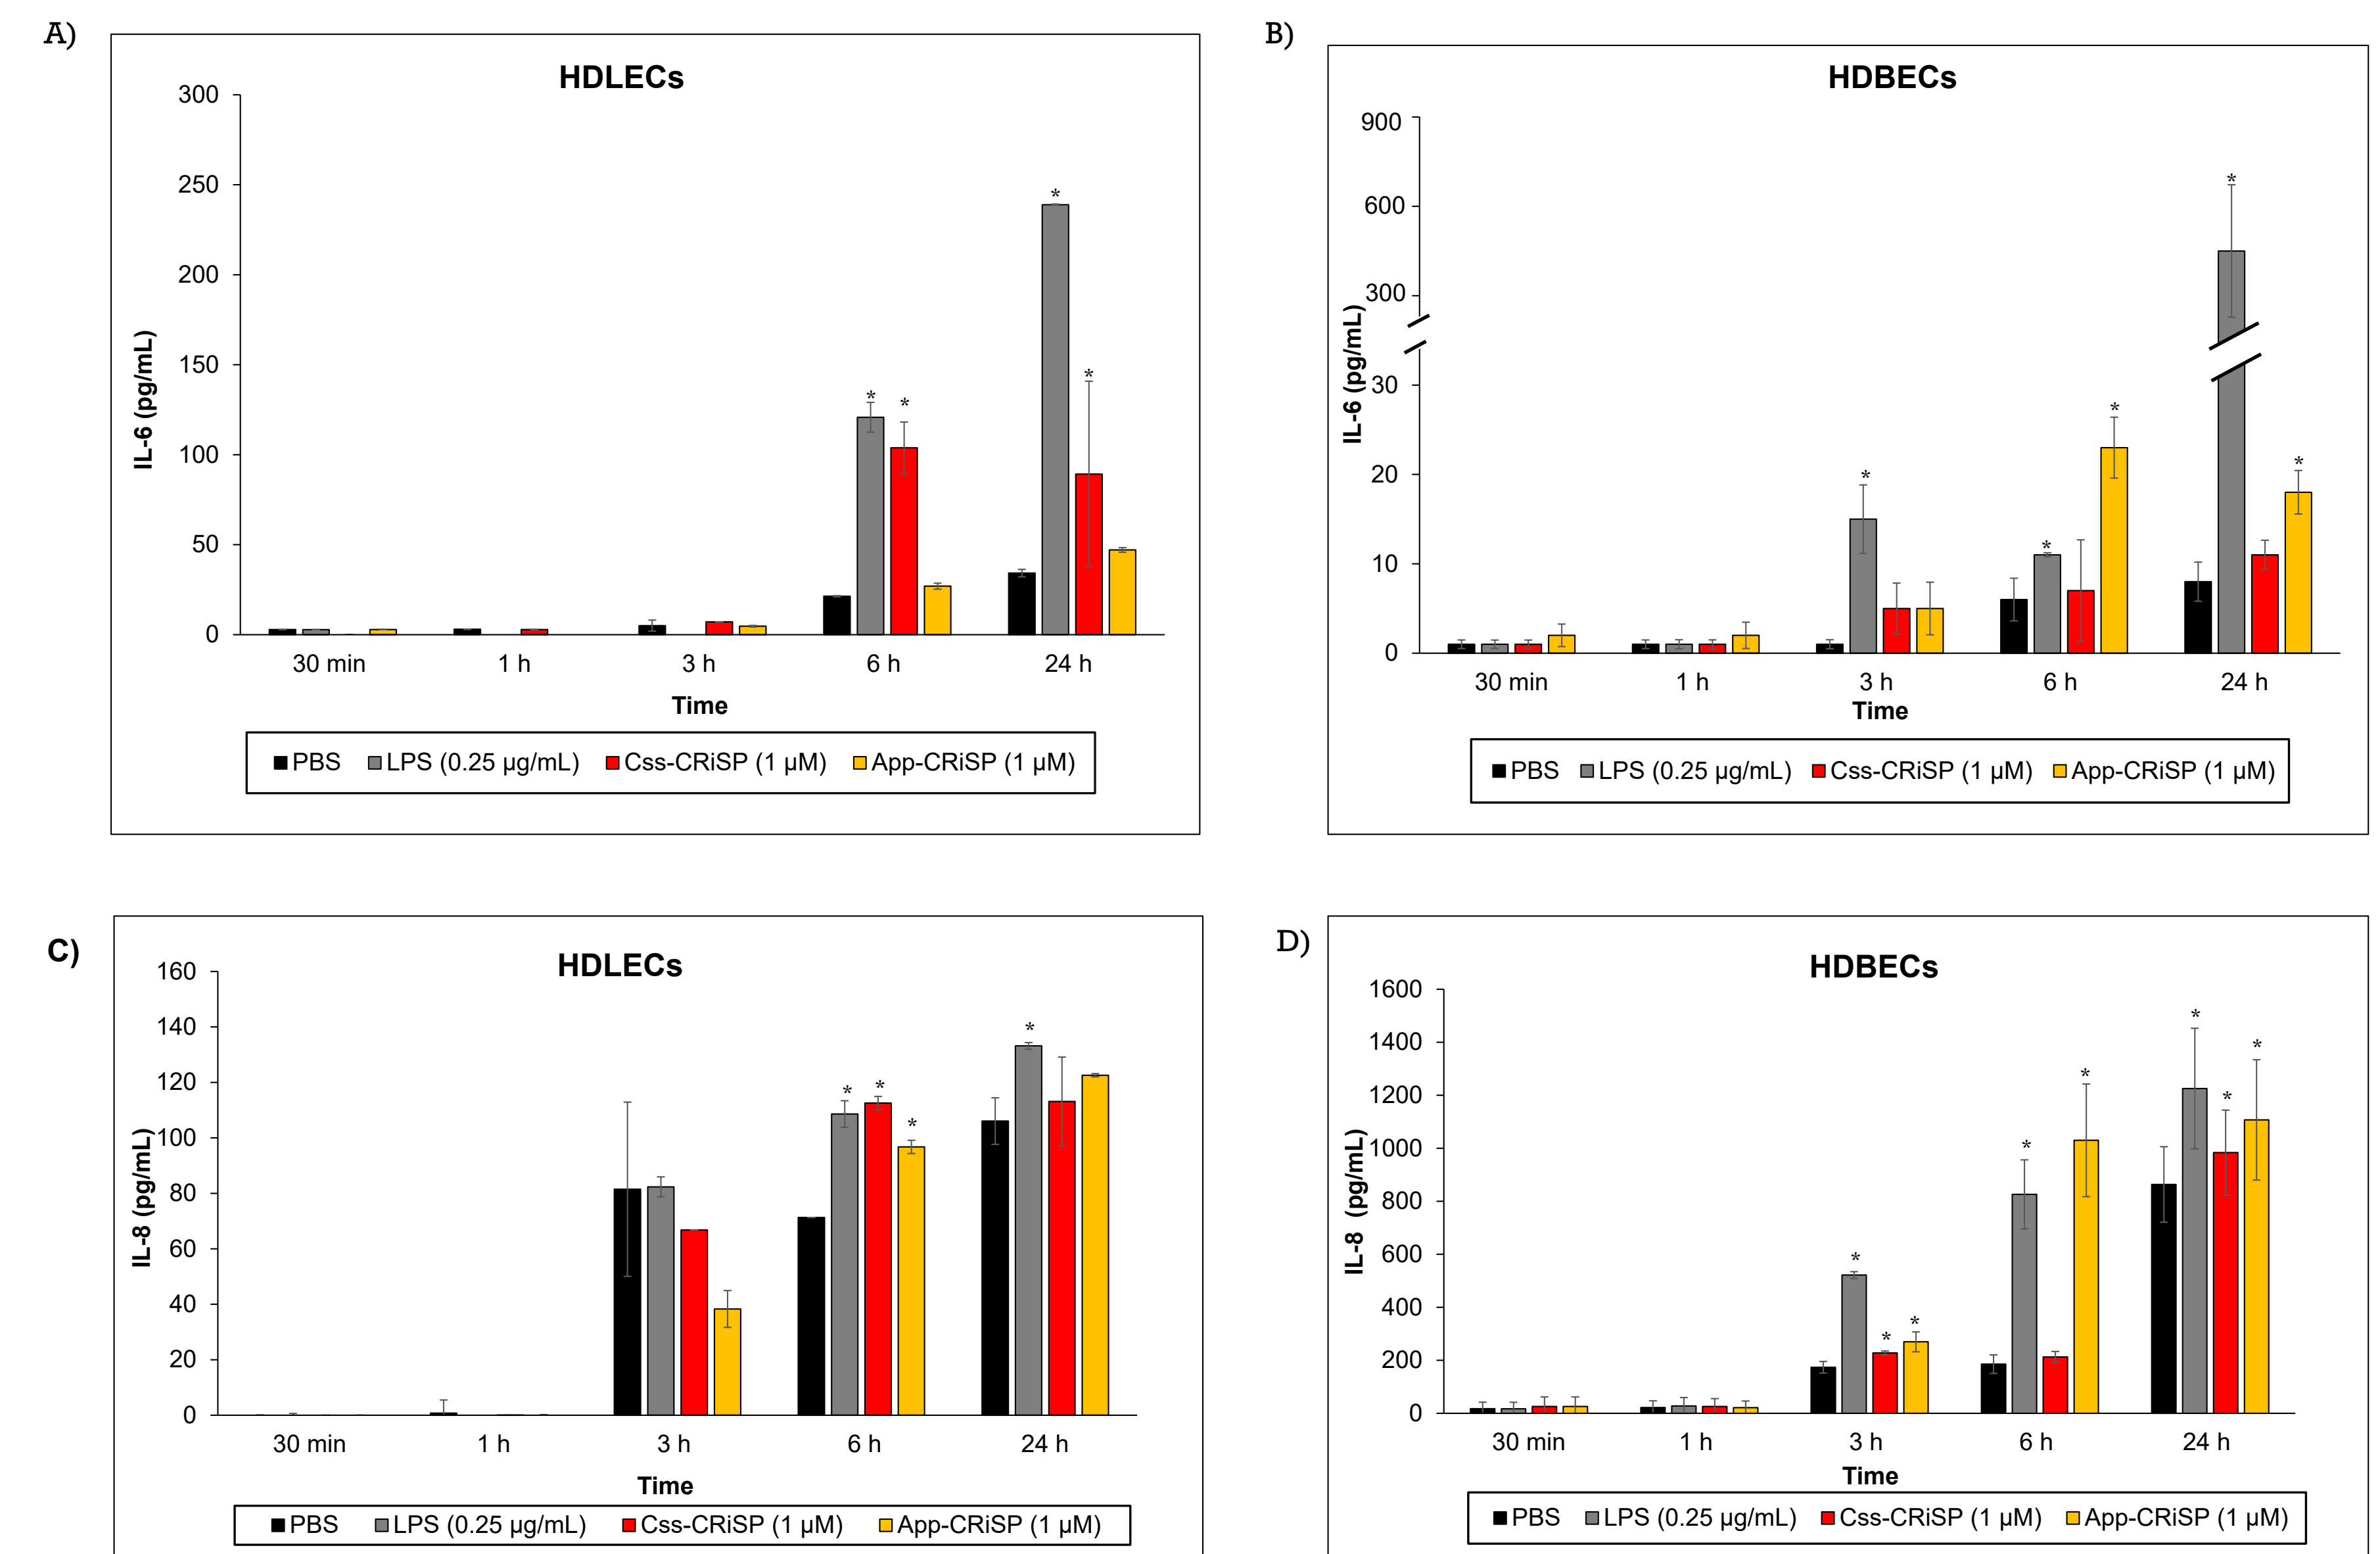 A)
HDLECs
300
250
200
150
100
50
0
IL-6 (pg/mL)
* * * *
30 min 1 h 3 h 6 h 24 h
Time
PBS LPS (0.25 µg/mL) Css-CRiSP (1 µM) App-CRiSP (1 µM)
B)
HDBECs
900
600
300
30
20
10
0
IL-6 (pg/mL)
* * * * *
30 min 1 h 3 h 6 h 24 h
Time
PBS LPS (0.25 µg/mL) Css-CRiSP (1 µM) App-CRiSP (1 µM)
C)
HDLECs
160
140
120
100
80
60
40
20
0
IL-8 (pg/mL)
* * * *
30 min 1 h 3 h 6 h 24 h
Time
PBS LPS (0.25 µg/mL) Css-CRiSP (1 µM) App-CRiSP (1 µM)
D)
HDBECs
1600
1400
1200
1000
800
600
400
200
0
IL-8 (pg/mL)
* * * * * * * *
30 min 1 h 3 h 6 h 24 h
Time
PBS LPS (0.25 µg/mL) Css-CRiSP (1 µM) App-CRiSP (1 µM)